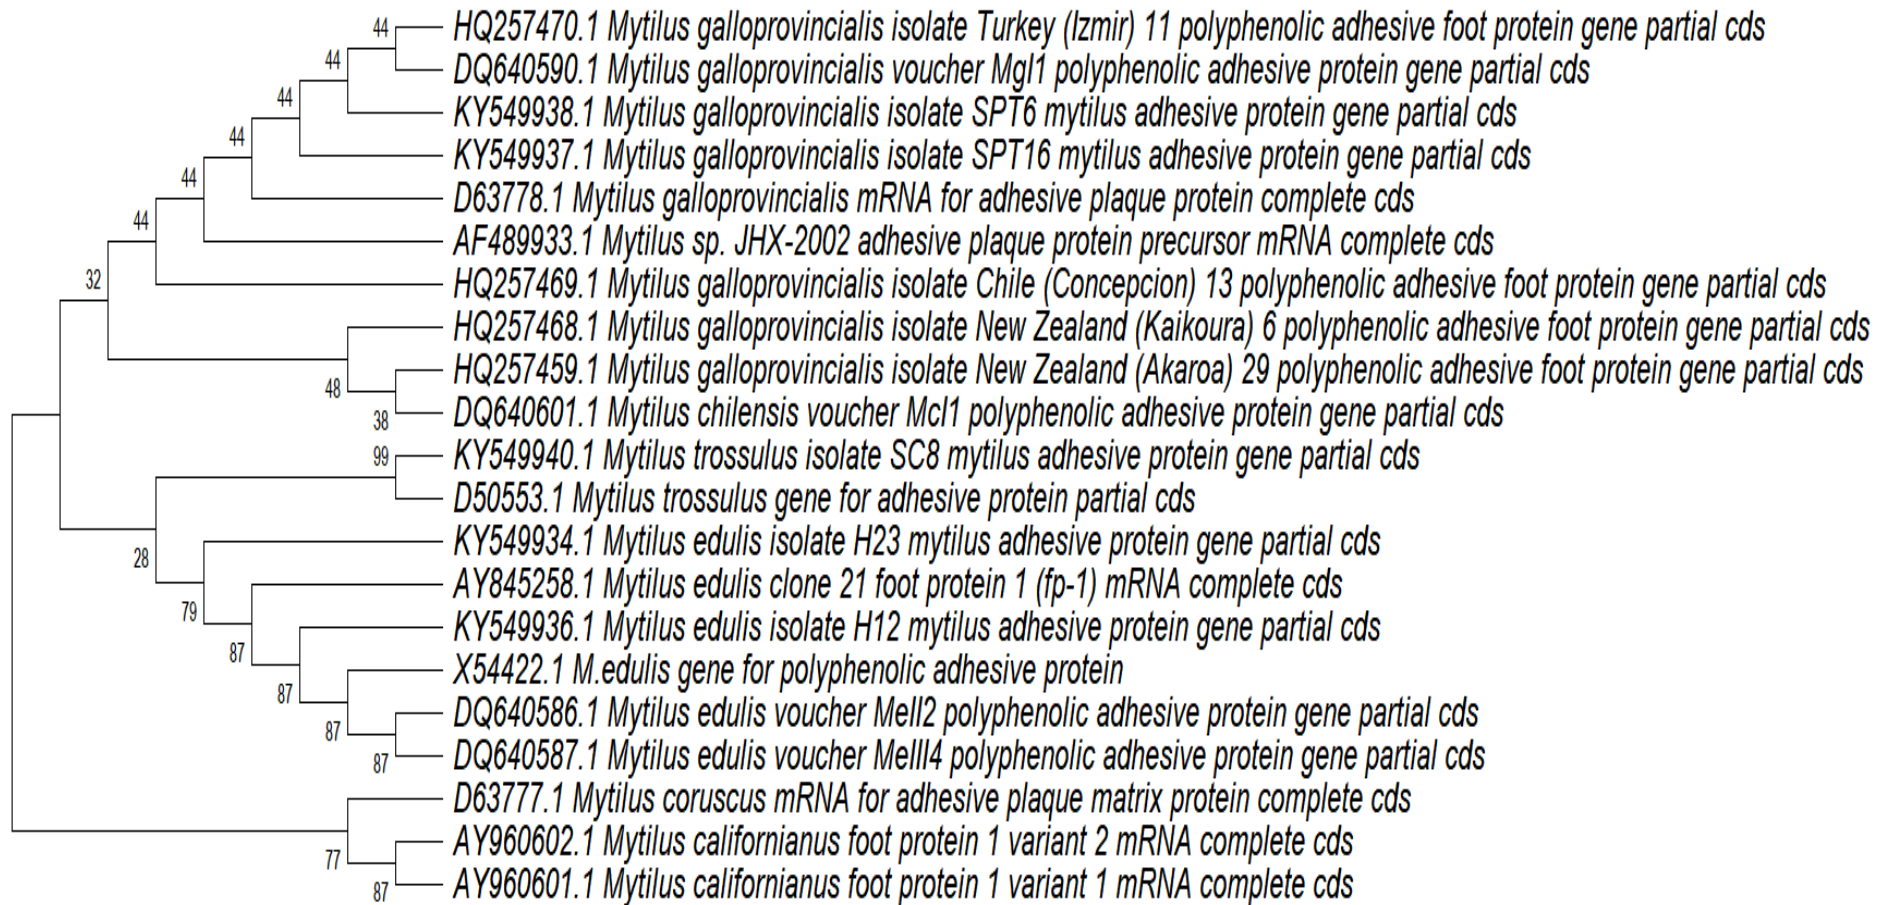 HQ257470.1 Mytilus galloprovincialis isolate Turkey (Izmir) 11 polyphenolic adhesive foot protein gene partial cds
DQ640590.1 Mytilus galloprovincialis voucher Mgl1 polyphenolic adhesive protein gene partial cds
KY549938.1 Mytilus galloprovincialis isolate SPT6 mytilus adhesive protein gene partial cds
KY549937.1 Mytilus galloprovincialis isolate SPT16 mytilus adhesive protein gene partial cds
D63778.1 Mytilus galloprovincialis mRNA for adhesive plaque protein complete cds
AF489933.1 Mytilus sp. JHX-2002 adhesive plaque protein precursor mRNA complete cds
HQ257469.1 Mytilus galloprovincialis isolate Chile (Concepcion) 13 polyphenolic adhesive foot protein gene partial cds
HQ257468.1 Mytilus galloprovincialis isolate New Zealand (Kaikoura) 6 polyphenolic adhesive foot protein gene partial cds
HQ257459.1 Mytilus galloprovincialis isolate New Zealand (Akaroa) 29 polyphenolic adhesive foot protein gene partial cds
DQ640601.1 Mytilus chilensis voucher Mcl1 polyphenolic adhesive protein gene partial cds
KY549940.1 Mytilus trossulus isolate SC8 mytilus adhesive protein gene partial cds
D50553.1 Mytilus trossulus gene for adhesive protein partial cds
KY549934.1 Mytilus edulis isolate H23 mytilus adhesive protein gene partial cds
AY845258.1 Mytilus edulis clone 21 foot protein 1 (fp-1) mRNA complete cds
KY549936.1 Mytilus edulis isolate H12 mytilus adhesive protein gene partial cds
X54422.1 M.edulis gene for polyphenolic adhesive protein
DQ640586.1 Mytilus edulis voucher MeII2 polyphenolic adhesive protein gene partial cds
DQ640587.1 Mytilus edulis voucher MeIII4 polyphenolic adhesive protein gene partial cds
D63777.1 Mytilus coruscus mRNA for adhesive plaque matrix protein complete cds
AY960602.1 Mytilus californianus foot protein 1 variant 2 mRNA complete cds
AY960601.1 Mytilus californianus foot protein 1 variant 1 mRNA complete cds
44
44
44
44
44
44
32
48
38
99
28
79
87
87
87
87
77
87